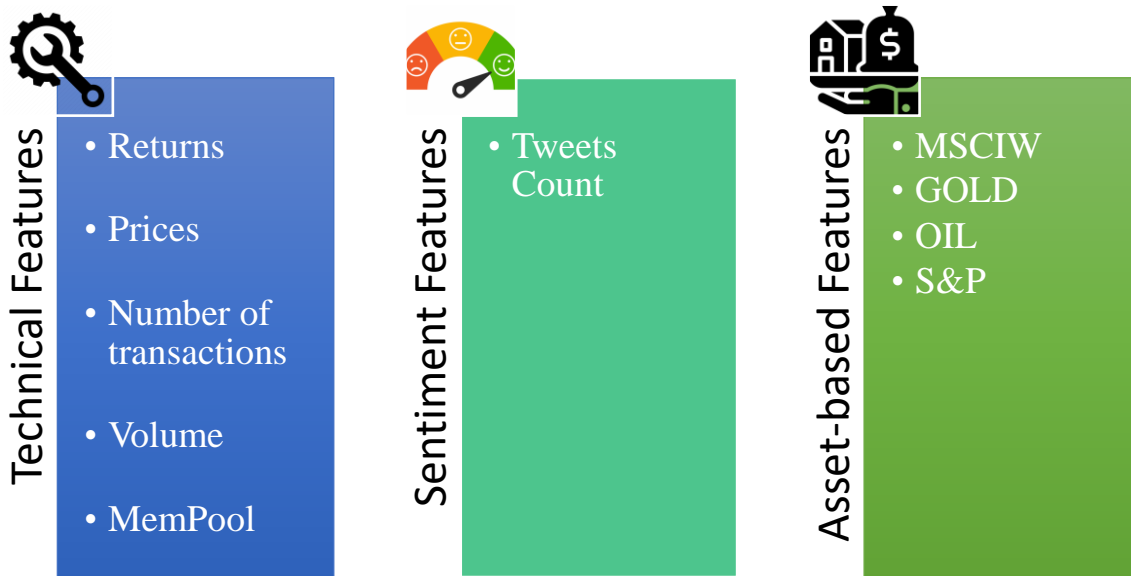 Technical Features
• Returns
• Prices
• Number of
transactions
• Volume
• MemPool
Sentiment Features
• Tweets
Count
Asset-based Features
$
• MSCIW
• GOLD
• OIL
• S&P